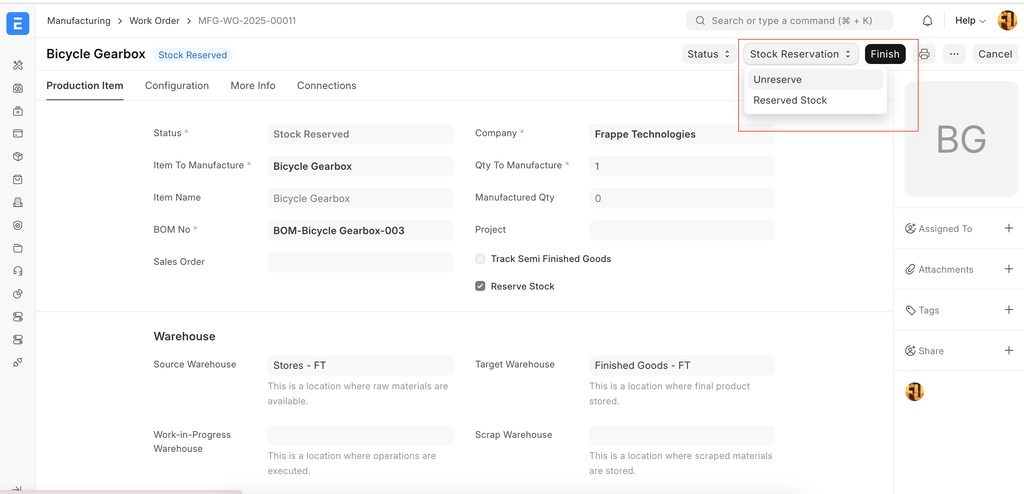 E Manufacturing > Work Order > MFG-WO-2025-00011 Search or type a command (⌘ + K) Help
Bicycle Gearbox Stock Reserved Status Stock Reservation Finish ... Cancel
Unreserve
Reserved Stock
Production Item Configuration More Info Connections
BG
Status * Stock Reserved Company * Frappe Technologies
Item To Manufacture * Bicycle Gearbox Qty To Manufacture * 1
Item Name Bicycle Gearbox Manufactured Qty 0
BOM No * BOM-Bicycle Gearbox-003 Project
Sales Order Track Semi Finished Goods
Reserve Stock
Assigned To +
Attachments +
Tags +
Share +
Warehouse
Source Warehouse Stores - FT Target Warehouse Finished Goods - FT
This is a location where raw materials are available. This is a location where final product stored.
Work-in-Progress Warehouse Scrap Warehouse
This is a location where operations are executed. This is a location where scraped materials are stored.